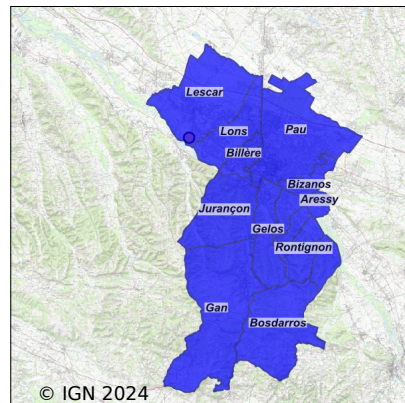 Lescar
Lons
Pau
Billère
Bizanos
Aressy
Jurançon
Gelos
Rontignon
Gan
Bosdarros
© IGN 2024